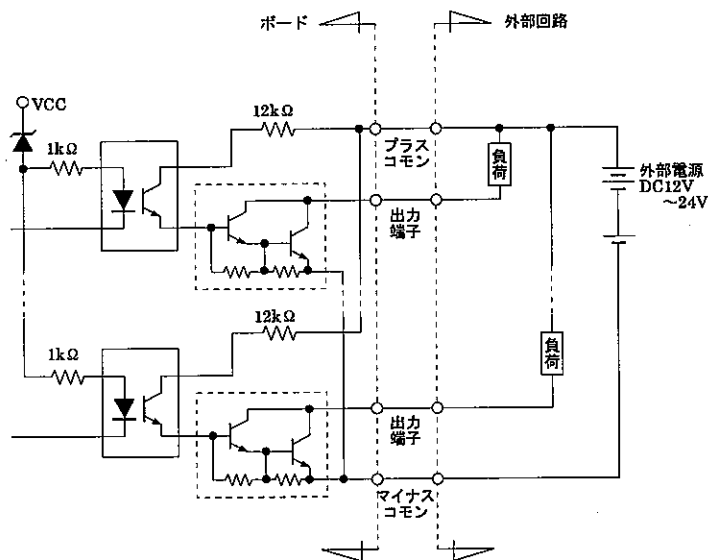 ボード
外部回路
VCC
12kΩ
1kΩ
プラス
コモン
負荷
外部電源
DC12V
～24V
出力
端子
12kΩ
1kΩ
負荷
出力
端子
マイナス
コモン